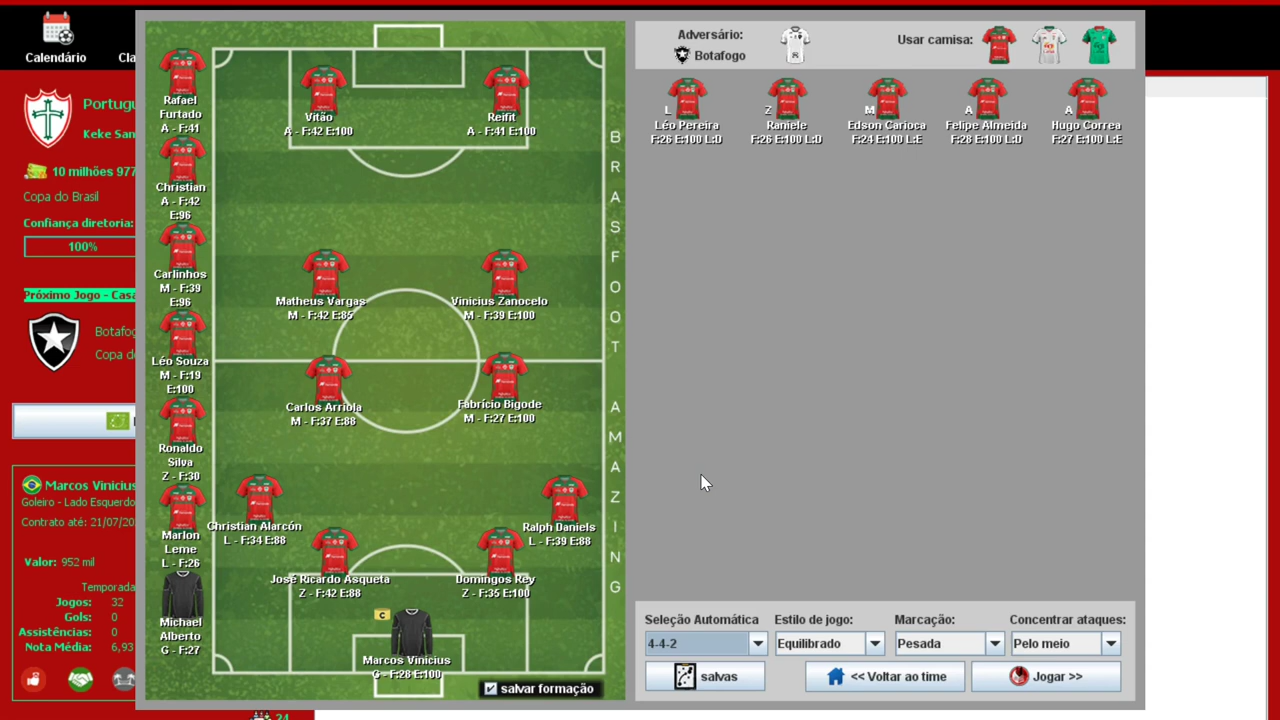 Calendário
Cla
Portugu
Keke San
10 milhões 977
Copa do Brasil
Confiança diretoria:
100%
Próximo Jogo - Casa
Botafog
Copa d
Marcos Vinicius
Goleiro - Lado Esquerdo
Contrato até: 21/07/20
Valor: 952 mil
Temporada
Jogos: 32
Gols: 0
Assistências: 0
Nota Média: 6,93
24
Rafael
Furtado
A - F:41
Christian
A - F:42
E:96
Carlinhos
M - F:39
E:96
Léo Souza
M - F:19
E:100
Ronaldo
Silva
Z - F:30
Marlon
Leme
L - F:26
Michael
Alberto
G - F:27
Vitão
A - F:42 E:100
Reifit
A - F:41 E:100
Matheus Vargas
M - F:42 E:85
Vinicius Zanocelo
M - F:39 E:100
Carlos Arriola
M - F:37 E:88
Fabrício Bigode
M - F:27 E:100
Christian Alarcón
L - F:34 E:88
Ralph Daniels
L - F:39 E:88
José Ricardo Asqueta
Z - F:42 E:88
Domingos Rey
Z - F:35 E:100
C
Marcos Vinicius
G - F:28 E:100
salvar formação
BRASFOOT AMAZING
Adversário:
Botafogo
Usar camisa:
L
Léo Pereira
F:26 E:100 L:D
Z
Raniele
F:26 E:100 L:D
M
Edson Carioca
F:24 E:100 L:E
A
Felipe Almeida
F:28 E:100 L:D
A
Hugo Correa
F:27 E:100 L:E
Seleção Automática
4-4-2
Estilo de jogo:
Equilibrado
Marcação:
Pesada
Concentrar ataques:
Pelo meio
salvas
<< Voltar ao time
Jogar >>